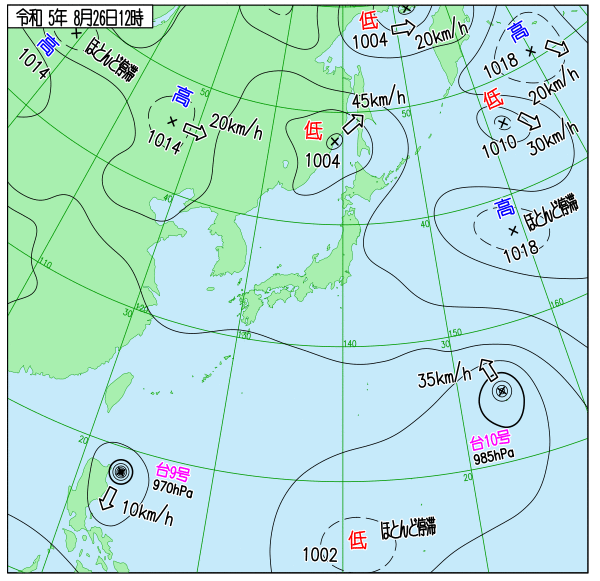 令和 5年 8月26日12時
低
1004
20km/h
高
1014
ほとんど停滞
高
1018
20km/h
高
1014
20km/h
50
低
1004
45km/h
50
低
1010
30km/h
40
40
高
1018
ほとんど停滞
110
30
120
130
140
30
150
160
35km/h
台10号
985hPa
20
20
台9号
970hPa
10km/h
低
1002
ほとんど停滞